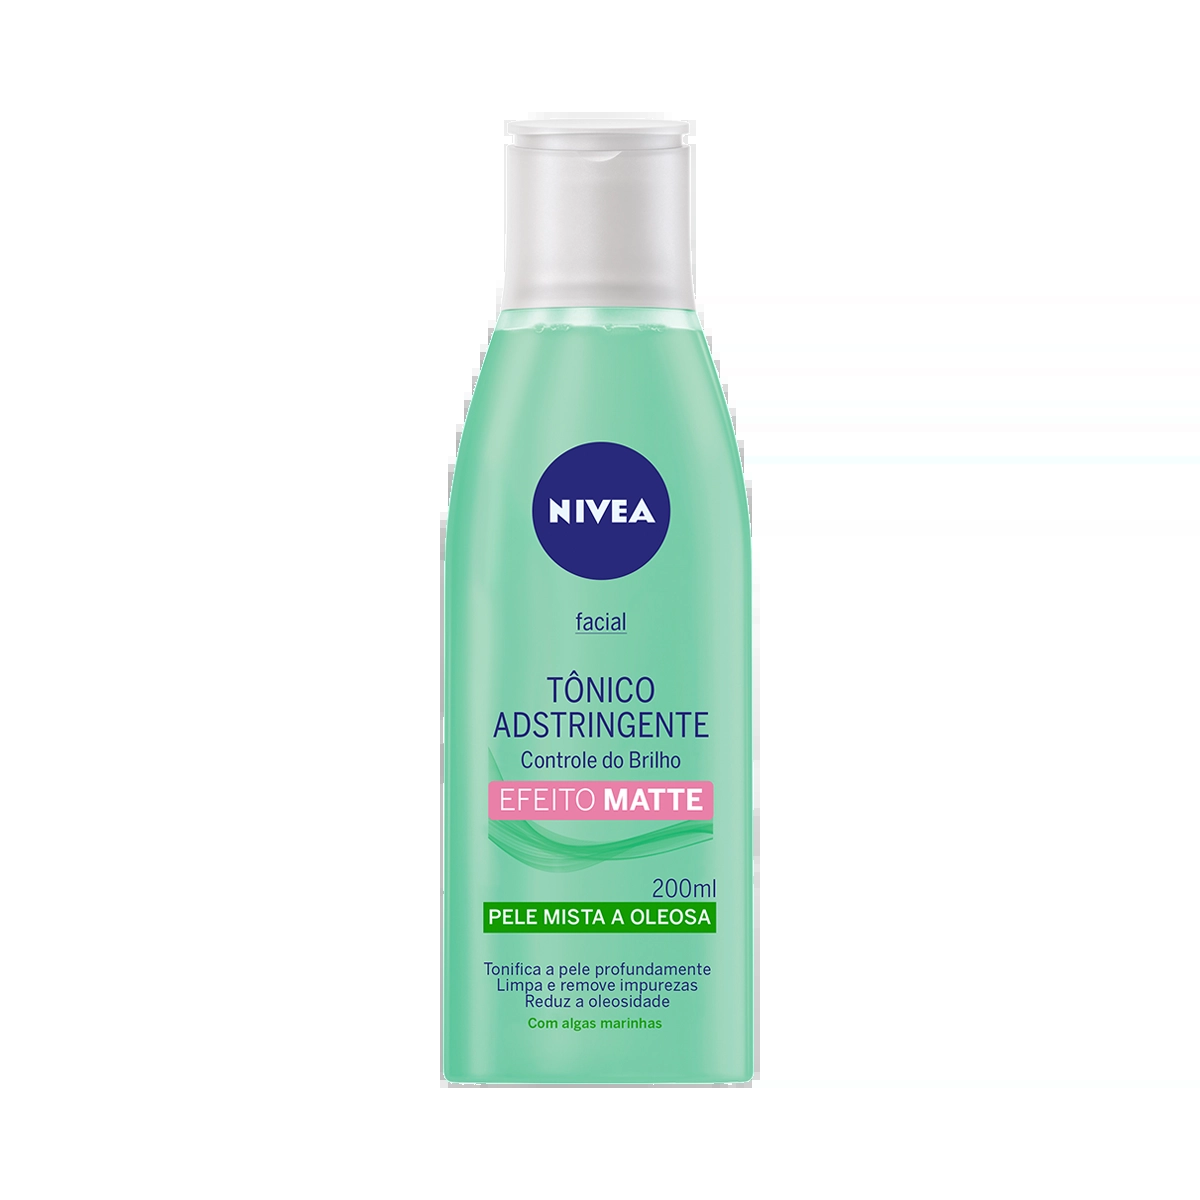 NIVEA
facial
TÔNICO
ADSTRINGENTE
Controle do Brilho
EFEITO MATTE
200ml
PELE MISTA A OLEOSA
Tonifica a pele profundamente
Limpa e remove impurezas
Reduz a oleosidade
Com algas marinhas